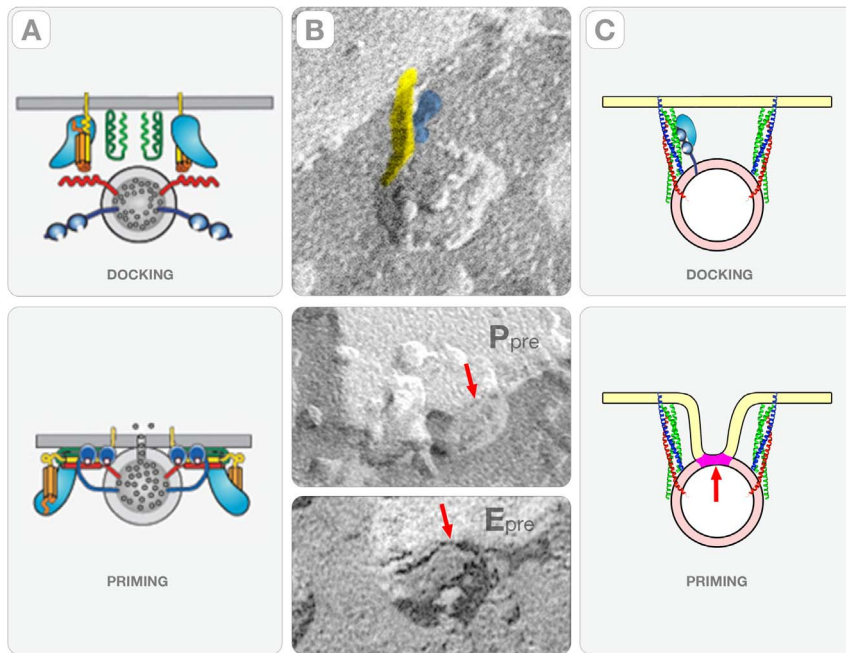 A
B
C
DOCKING
DOCKING
Ppre
Epre
PRIMING
PRIMING